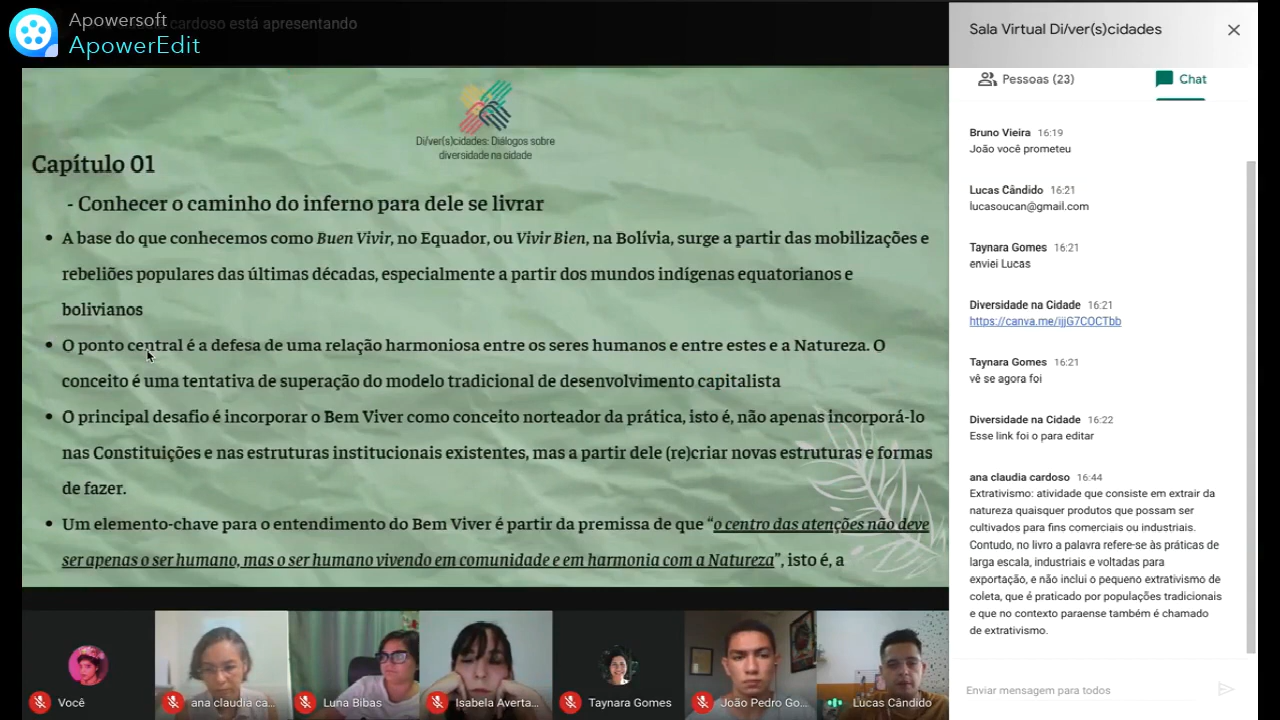 Apowersoft
ApowerEdit
cardoso está apresentando
Di/ver(s)cidades: Diálogos sobre
diversidade na cidade
Capítulo 01
- Conhecer o caminho do inferno para dele se livrar
• A base do que conhecemos como Buen Vivir, no Equador, ou Vivir Bien, na Bolívia, surge a partir das mobilizações e
rebeliões populares das últimas décadas, especialmente a partir dos mundos indígenas equatorianos e
bolivianos
• O ponto central é a defesa de uma relação harmoniosa entre os seres humanos e entre estes e a Natureza. O
conceito é uma tentativa de superação do modelo tradicional de desenvolvimento capitalista
• O principal desafio é incorporar o Bem Viver como conceito norteador da prática, isto é, não apenas incorporá-lo
nas Constituições e nas estruturas institucionais existentes, mas a partir dele (re)criar novas estruturas e formas
de fazer.
• Um elemento-chave para o entendimento do Bem Viver é partir da premissa de que “o centro das atenções não deve
ser apenas o ser humano, mas o ser humano vivendo em comunidade e em harmonia com a Natureza”, isto é, a
Você
ana claudia ca...
Luna Bibas
Isabela Averta...
Taynara Gomes
João Pedro Go...
Lucas Cândido
Sala Virtual Di/ver(s)cidades
Pessoas (23)
Chat
Bruno Vieira 16:19
João você prometeu
Lucas Cândido 16:21
lucasoucan@gmail.com
Taynara Gomes 16:21
enviei Lucas
Diversidade na Cidade 16:21
https://canva.me/ijjG7COCTbb
Taynara Gomes 16:21
vê se agora foi
Diversidade na Cidade 16:22
Esse link foi o para editar
ana claudia cardoso 16:44
Extrativismo: atividade que consiste em extrair da
natureza quaisquer produtos que possam ser
cultivados para fins comerciais ou industriais.
Contudo, no livro a palavra refere-se às práticas de
larga escala, industriais e voltadas para
exportação, e não inclui o pequeno extrativismo de
coleta, que é praticado por populações tradicionais
e que no contexto paraense também é chamado
de extrativismo.
Enviar mensagem para todos